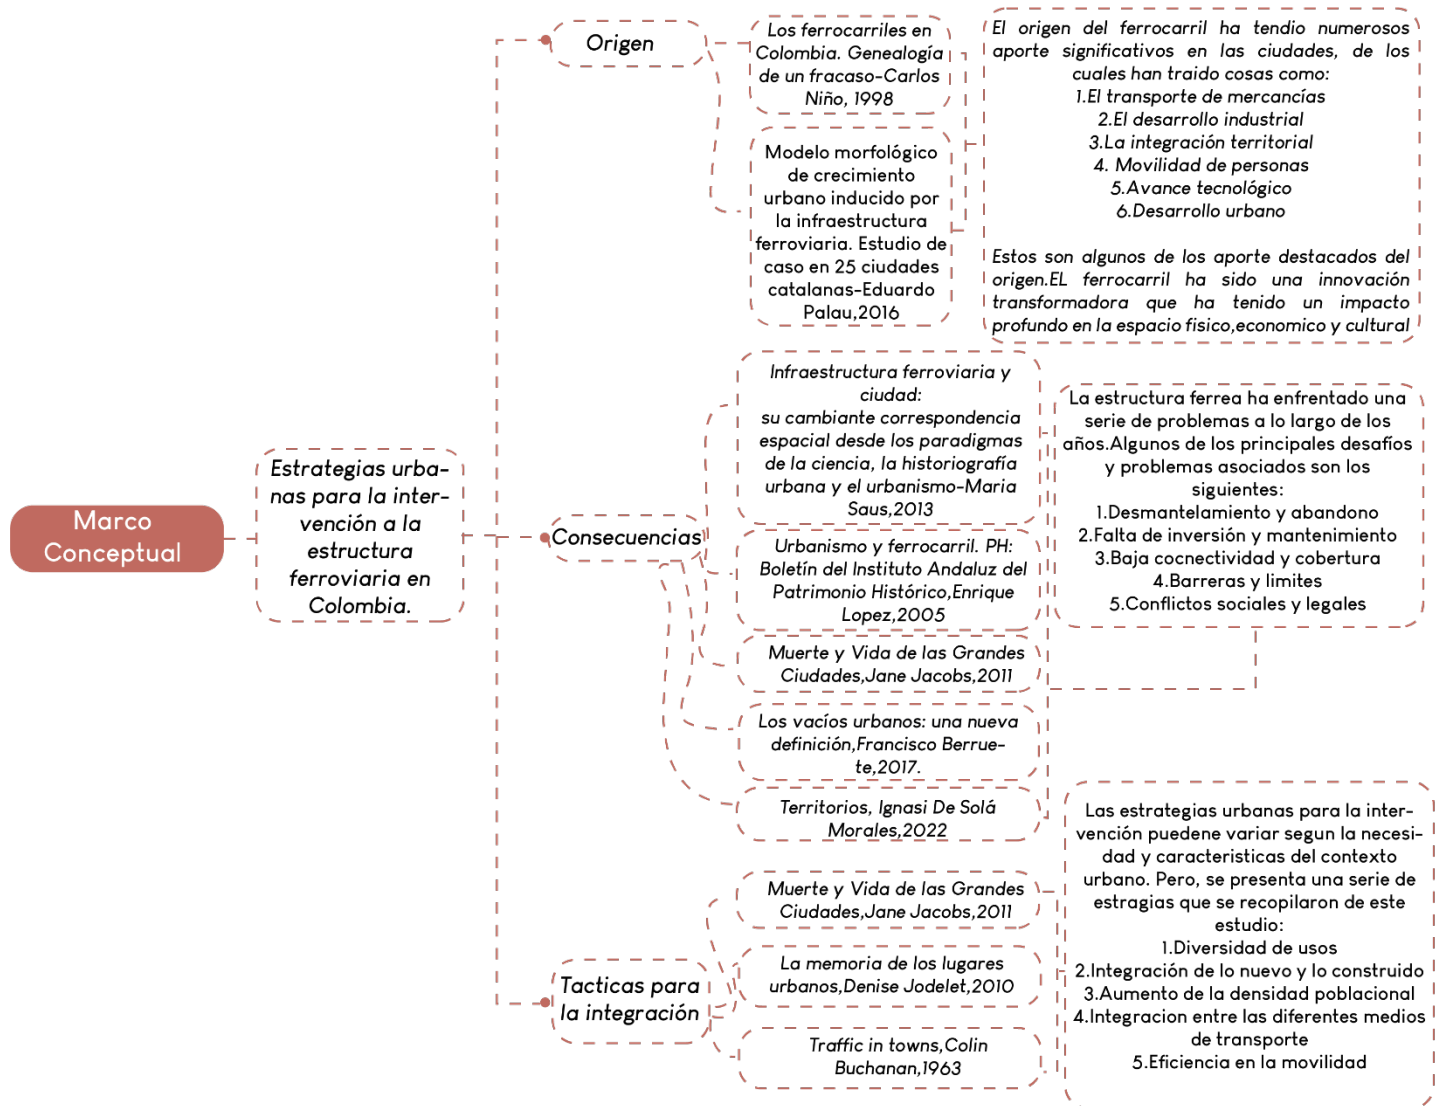 Marco
Conceptual
Estrategias urba-
nas para la inter-
vención a la
estructura
ferroviaria en
Colombia.
Origen
Los ferrocarriles en
Colombia. Genealogía
de un fracaso-Carlos
Niño, 1998
Modelo morfológico
de crecimiento
urbano inducido por
la infraestructura
ferroviaria. Estudio de
caso en 25 ciudades
catalanas-Eduardo
Palau,2016
El origen del ferrocarril ha tendio numerosos
aporte significativos en las ciudades, de los
cuales han traido cosas como:
1.El transporte de mercancías
2.El desarrollo industrial
3.La integración territorial
4. Movilidad de personas
5.Avance tecnológico
6.Desarrollo urbano
Estos son algunos de los aporte destacados del
origen.EL ferrocarril ha sido una innovación
transformadora que ha tenido un impacto
profundo en la espacio fisico,economico y cultural
Consecuencias
Infraestructura ferroviaria y
ciudad:
su cambiante correspondencia
espacial desde los paradigmas
de la ciencia, la historiografía
urbana y el urbanismo-Maria
Saus,2013
Urbanismo y ferrocarril. PH:
Boletín del Instituto Andaluz del
Patrimonio Histórico,Enrique
Lopez,2005
Muerte y Vida de las Grandes
Ciudades,Jane Jacobs,2011
Los vacíos urbanos: una nueva
definición,Francisco Berrue-
te,2017.
Territorios, Ignasi De Solá
Morales,2022
La estructura ferrea ha enfrentado una
serie de problemas a lo largo de los
años.Algunos de los principales desafíos
y problemas asociados son los
siguientes:
1.Desmantelamiento y abandono
2.Falta de inversión y mantenimiento
3.Baja cocnectividad y cobertura
4.Barreras y limites
5.Conflictos sociales y legales
Tacticas para
la integración
Muerte y Vida de las Grandes
Ciudades,Jane Jacobs,2011
La memoria de los lugares
urbanos,Denise Jodelet,2010
Traffic in towns,Colin
Buchanan,1963
Las estrategias urbanas para la inter-
vención puedene variar segun la necesi-
dad y caracteristicas del contexto
urbano. Pero, se presenta una serie de
estragias que se recopilaron de este
estudio:
1.Diversidad de usos
2.Integración de lo nuevo y lo construido
3.Aumento de la densidad poblacional
4.Integracion entre las diferentes medios
de transporte
5.Eficiencia en la movilidad